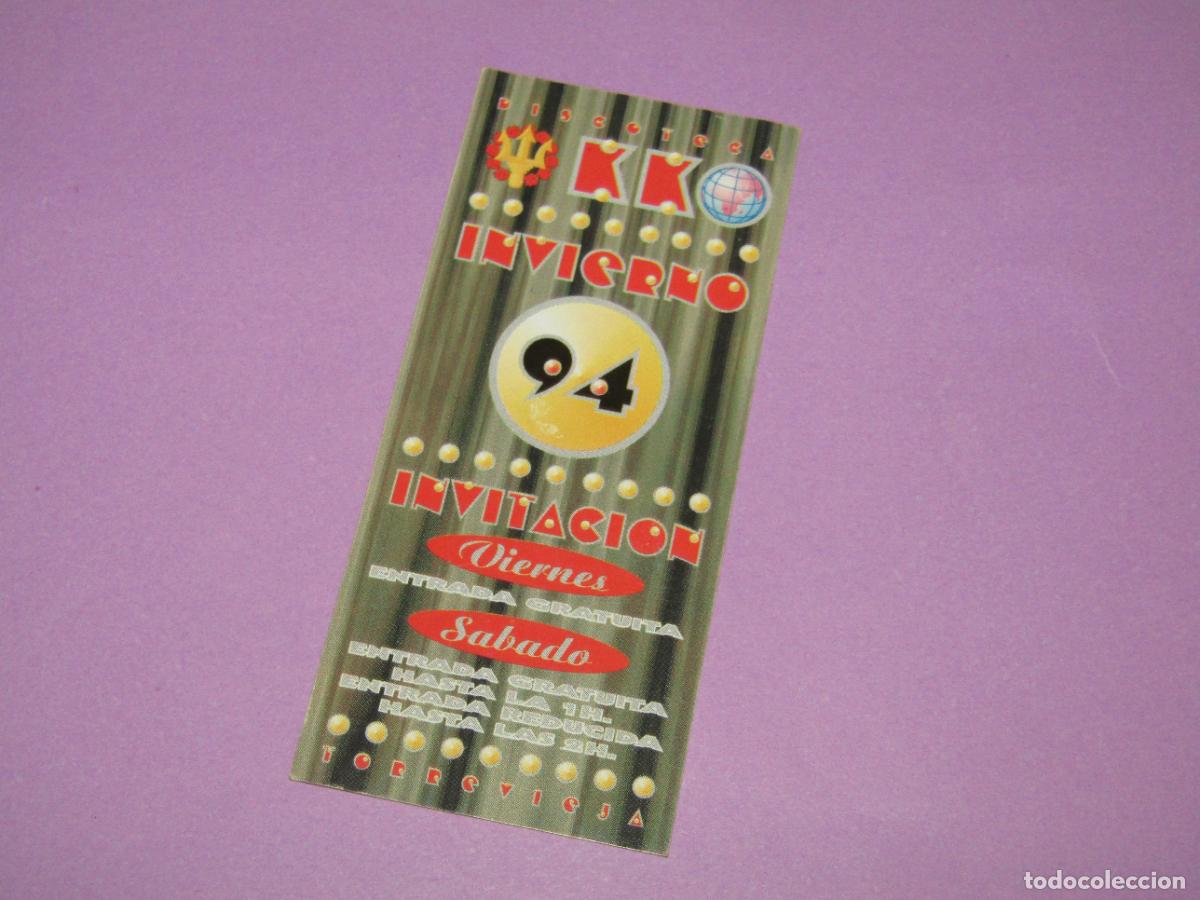 DISCOTECA
KKO
INVIERNO
94
INVITACION
Viernes
ENTRADA GRATUITA
Sabado
ENTRADA GRATUITA
HASTA LA 1H.
ENTRADA REDUCIDA
HASTA LAS 2H.
TORREVIEJA
todocoleccion